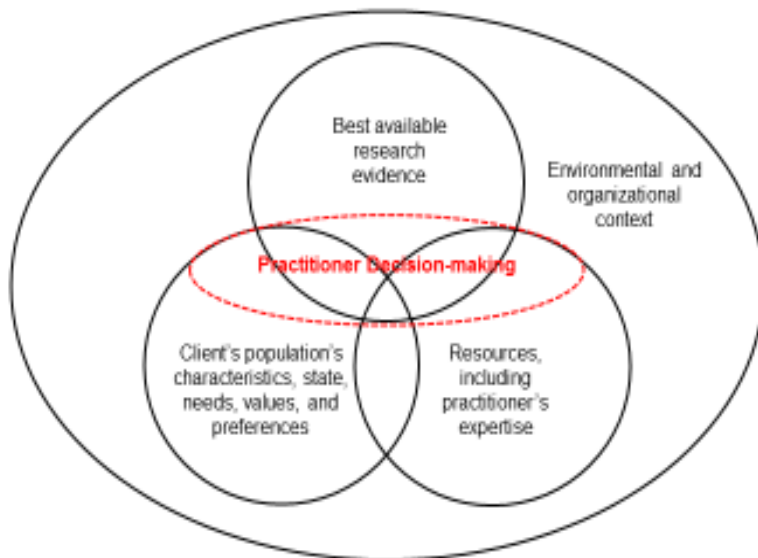 Best available
research
evidence
Environmental and
organizational
context
Practitioner Decision-making
Client's population's
characteristics, state,
needs, values, and
preferences
Resources,
including
practitioner's
expertise